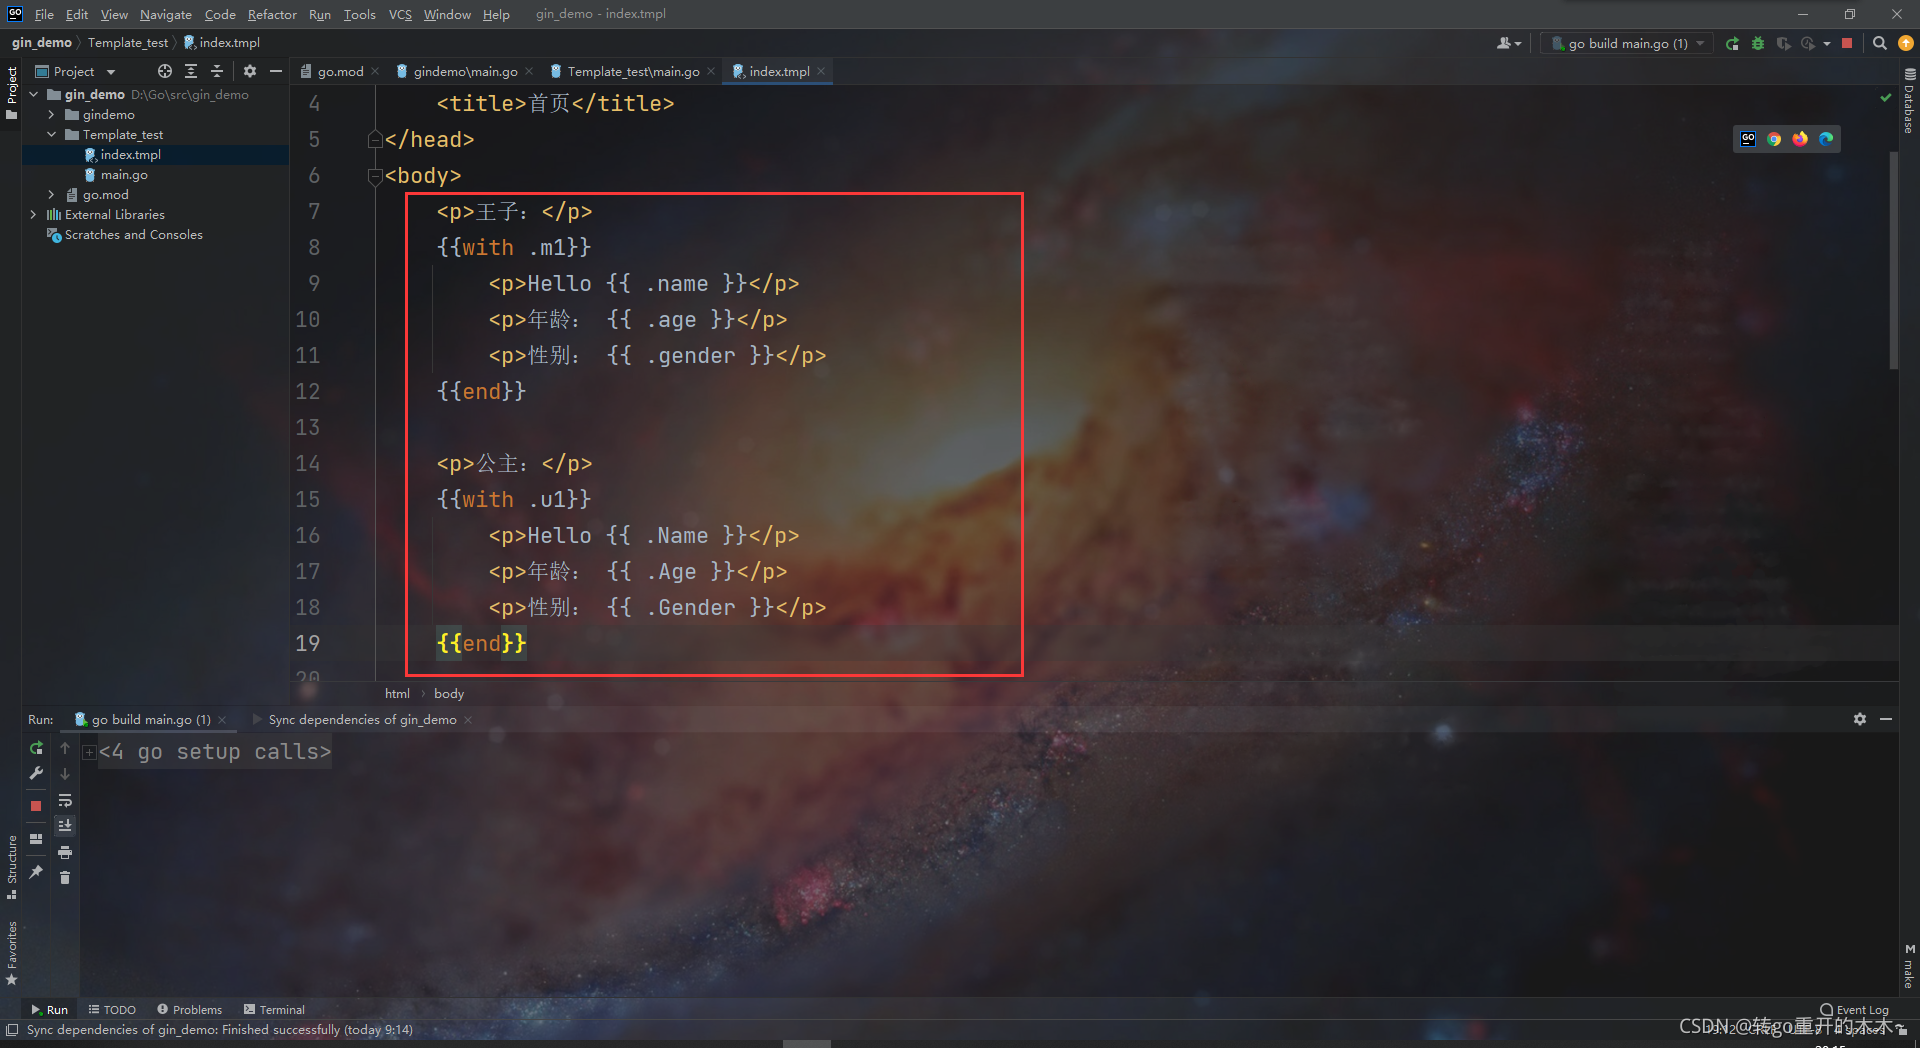 GO File Edit View Navigate Code Refactor Run Tools VCS Window Help gin_demo - index.tmpl
gin_demo Template_test index.tmpl go build main.go (1)
Project go.mod gindemo\main.go Template_test\main.go index.tmpl
Project
gin_demo D:\Go\src\gin_demo
gindemo
Template_test
index.tmpl
main.go
go.mod
External Libraries
Scratches and Consoles
4 <title>首页</title>
5 </head>
6 <body>
7 <p>王子：</p>
8 {{with .m1}}
9 <p>Hello {{ .name }}</p>
10 <p>年龄： {{ .age }}</p>
11 <p>性别： {{ .gender }}</p>
12 {{end}}
13
14 <p>公主：</p>
15 {{with .u1}}
16 <p>Hello {{ .Name }}</p>
17 <p>年龄： {{ .Age }}</p>
18 <p>性别： {{ .Gender }}</p>
19 {{end}}
20
html body
Database
GO
Run: go build main.go (1) Sync dependencies of gin_demo
<4 go setup calls>
Structure
Favorites
M make
Run TODO Problems Terminal Event Log
Sync dependencies of gin_demo: Finished successfully (today 9:14)
CSDN @转go重开的木木